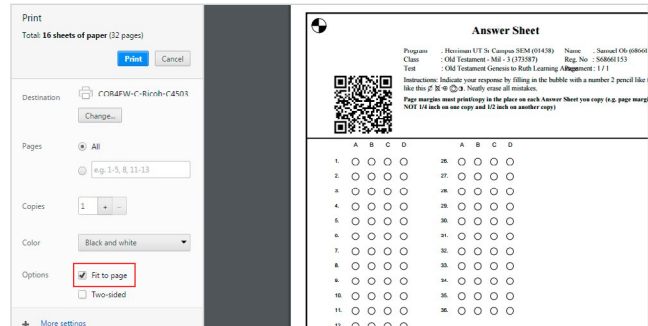 Print
Total: 16 sheets of paper (32 pages)
Print Cancel
Destination COB4EW-C-Ricoh-C4503
Change...
Pages All
e.g. 1-5, 8, 11-13
Copies 1 + -
Color Black and white
Options Fit to page
Two-sided
+ More settings
Answer Sheet
Program : Herriman UT Sr Campus SEM (01458) Name : Samuel Ob (68661
Class : Old Testament - Mil - 3 (373587) Reg. No : S68661153
Test : Old Testament Genesis to Ruth Learning : 1 / 1
Instructions: Indicate your response by filling in the bubble with a number 2 pencil like
like this Neatly erase all mistakes.
Page margins must print/copy in the place on each Answer Sheet you copy (e.g. page margi
NOT 1/4 inch on one copy and 1/2 inch on another copy)
A B C D A B C D
1. 26.
2. 27.
3. 28.
4. 29.
5. 30.
6. 31.
7. 32.
8. 33.
9. 34.
10. 35.
11. 36.
12